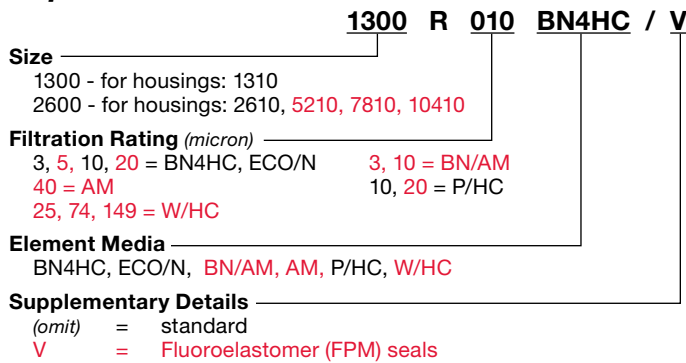 1300 R 010 BN4HC / V
Size
1300 - for housings: 1310
2600 - for housings: 2610, 5210, 7810, 10410
Filtration Rating (micron)
3, 5, 10, 20 = BN4HC, ECO/N 3, 10 = BN/AM
40 = AM 10, 20 = P/HC
25, 74, 149 = W/HC
Element Media
BN4HC, ECO/N, BN/AM, AM, P/HC, W/HC
Supplementary Details
(omit) = standard
V = Fluoroelastomer (FPM) seals